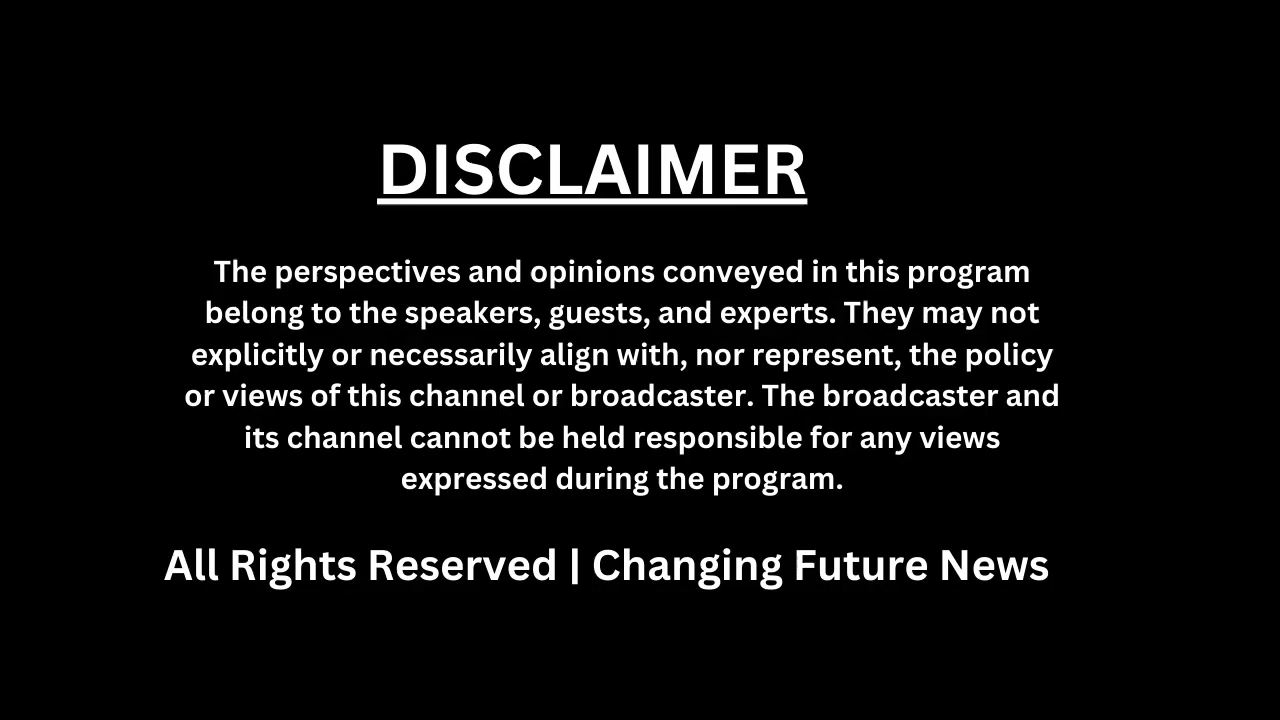 DISCLAIMER
The perspectives and opinions conveyed in this program
belong to the speakers, guests, and experts. They may not
explicitly or necessarily align with, nor represent, the policy
or views of this channel or broadcaster. The broadcaster and
its channel cannot be held responsible for any views
expressed during the program.
All Rights Reserved | Changing Future News